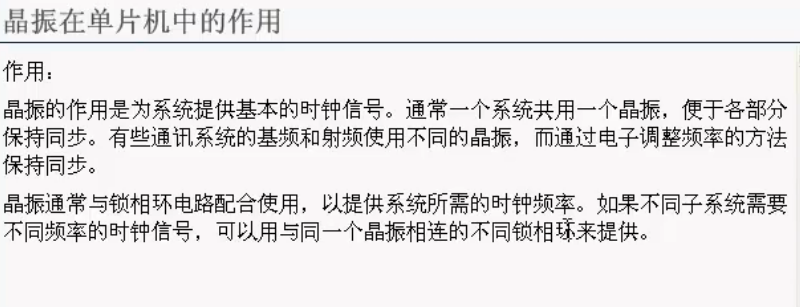 晶振在单片机中的作用
作用：
晶振的作用是为系统提供基本的时钟信号。通常一个系统共用一个晶振，便于各部分
保持同步。有些通讯系统的基频和射频使用不同的晶振，而通过电子调整频率的方法
保持同步。
晶振通常与锁相环电路配合使用，以提供系统所需的时钟频率。如果不同子系统需要
不同频率的时钟信号，可以用与同一个晶振相连的不同锁相环来提供。